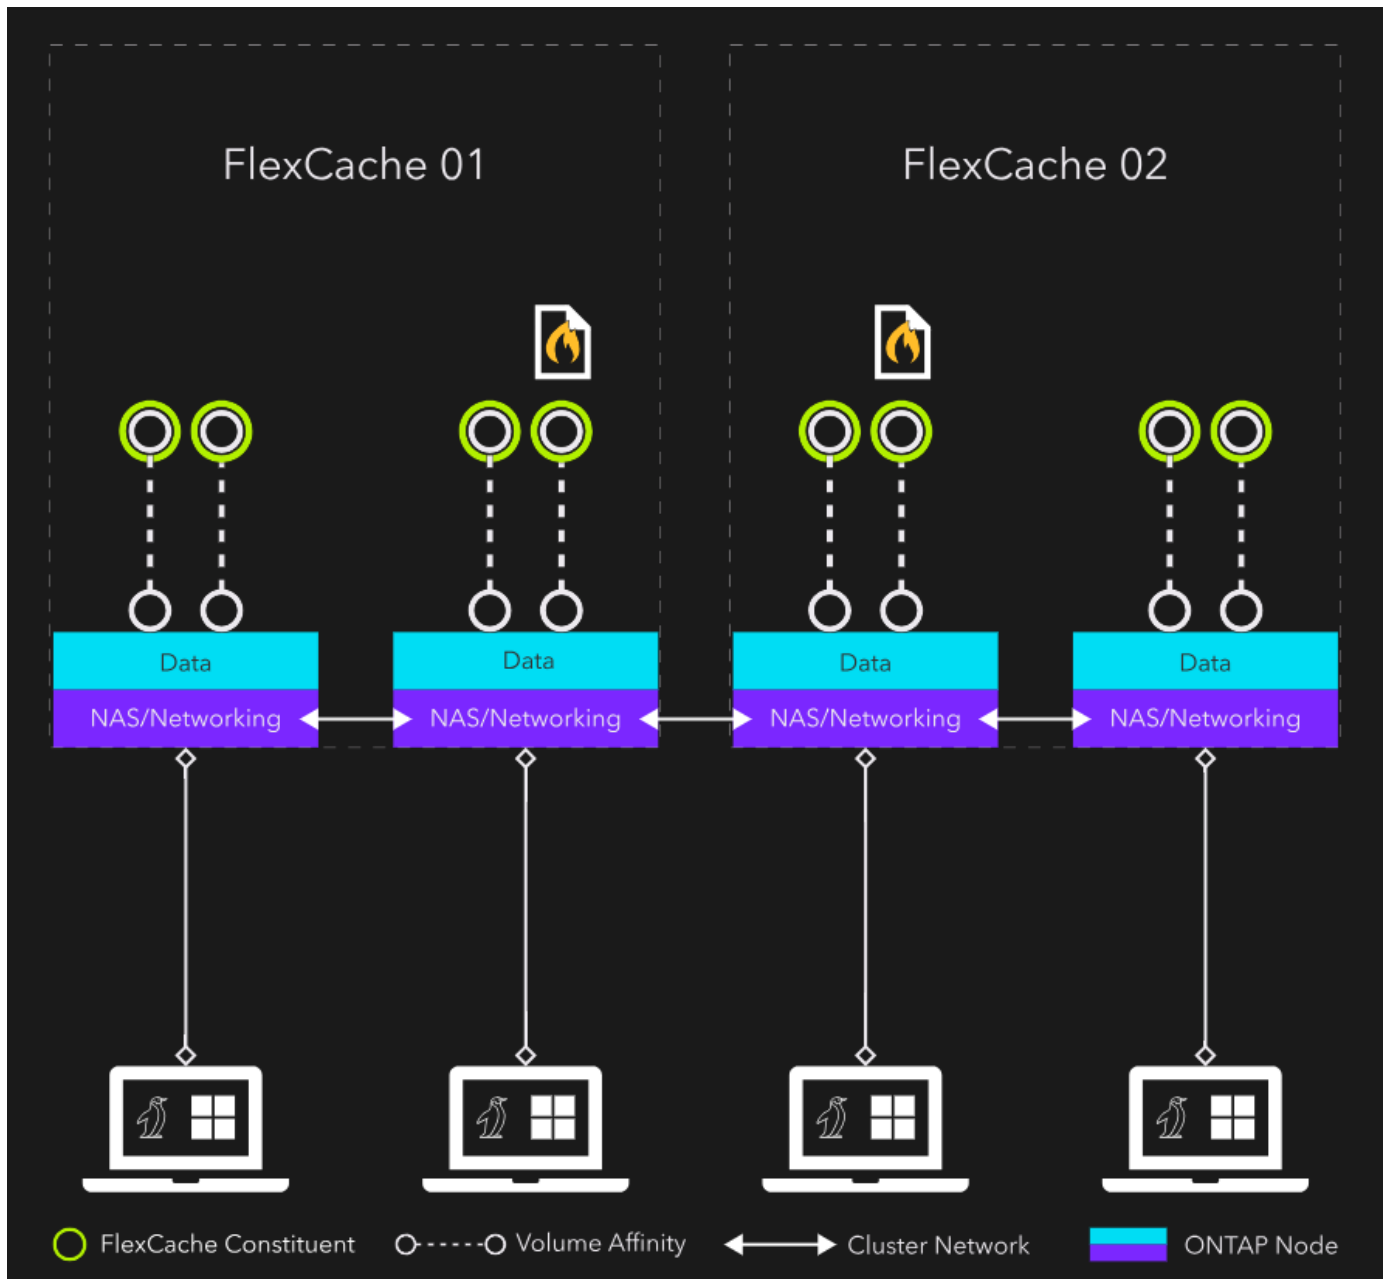 FlexCache 01
FlexCache 02
Data
Data
Data
Data
NAS/Networking
NAS/Networking
NAS/Networking
NAS/Networking
FlexCache Constituent
Volume Affinity
Cluster Network
ONTAP Node